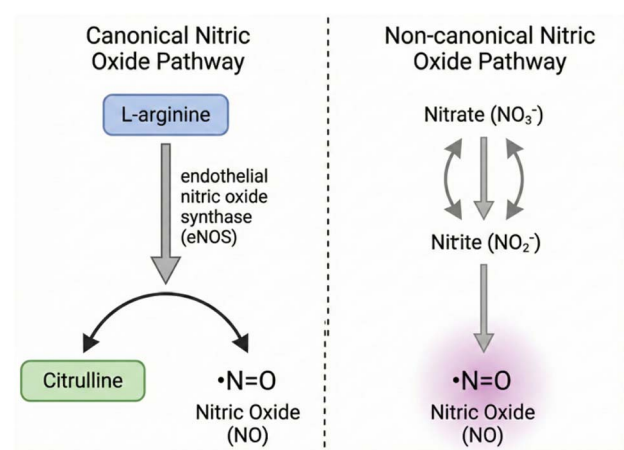 Canonical Nitric
Oxide Pathway
L-arginine
endothelial
nitric oxide
synthase
(eNOS)
Citrulline
•N=O
Nitric Oxide
(NO)
Non-canonical Nitric
Oxide Pathway
Nitrate (NO₃⁻)
Nitrite (NO₂⁻)
•N=O
Nitric Oxide
(NO)